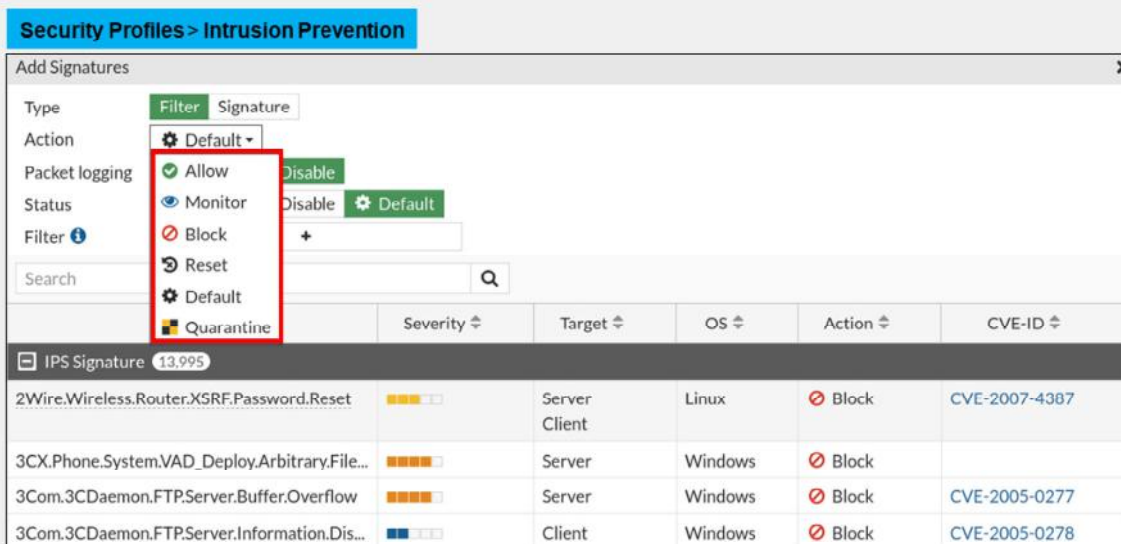 Security Profiles > Intrusion Prevention
Add Signatures
Type Filter Signature
Action Default
Allow
Packet logging Disable
Monitor
Status Disable Default
Block
Filter +
Reset
Search
Default
Quarantine
Severity Target OS Action CVE-ID
IPS Signature 13,995
2Wire.Wireless.Router.XSRF.Password.Reset Server Linux Block CVE-2007-4387
Client
3CX.Phone.System.VAD_Deploy.Arbitrary.File... Server Windows Block
3Com.3CDaemon.FTP.Server.Buffer.Overflow Server Windows Block CVE-2005-0277
3Com.3CDaemon.FTP.Server.Information.Dis... Client Windows Block CVE-2005-0278